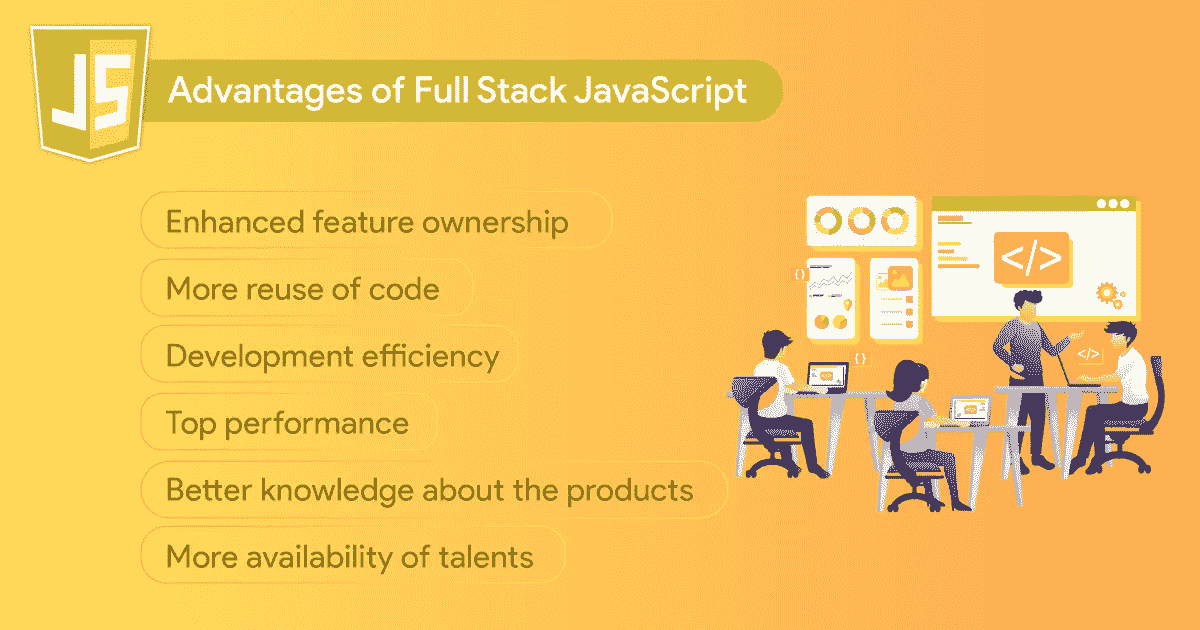 JS
Advantages of Full Stack JavaScript
Enhanced feature ownership
More reuse of code
Development efficiency
Top performance
Better knowledge about the products
More availability of talents
</>
{}
{}
</>
</>
</>